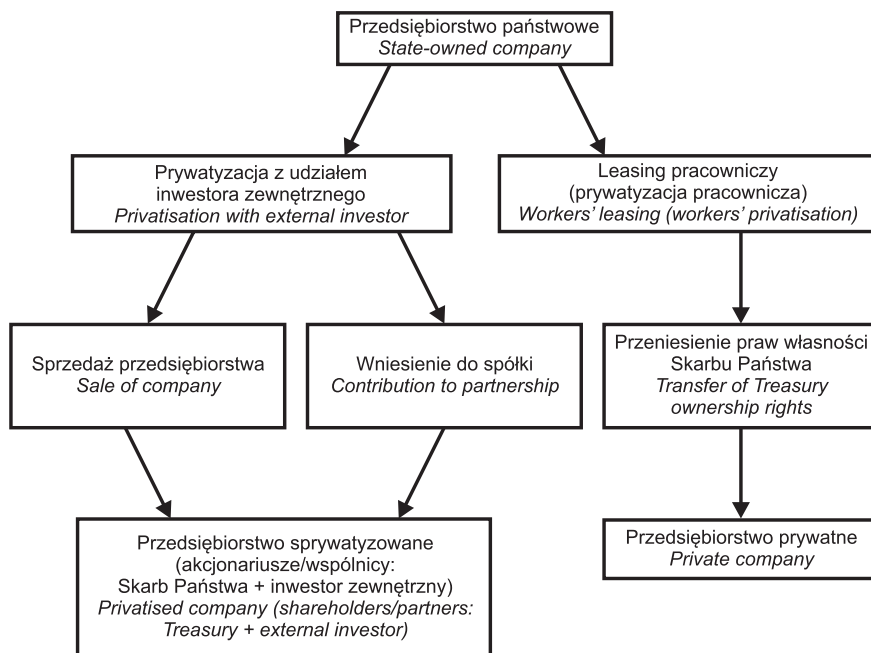 Przedsiębiorstwo państwowe
State-owned company
Prywatyzacja z udziałem
inwestora zewnętrznego
Privatisation with external investor
Leasing pracowniczy
(prywatyzacja pracownicza)
Workers' leasing (workers' privatisation)
Sprzedaż przedsiębiorstwa
Sale of company
Wniesienie do spółki
Contribution to partnership
Przeniesienie praw własności
Skarbu Państwa
Transfer of Treasury
ownership rights
Przedsiębiorstwo sprywatyzowane
(akcjonariusze/wspólnicy:
Skarb Państwa + inwestor zewnętrzny)
Privatised company (shareholders/partners:
Treasury + external investor)
Przedsiębiorstwo prywatne
Private company